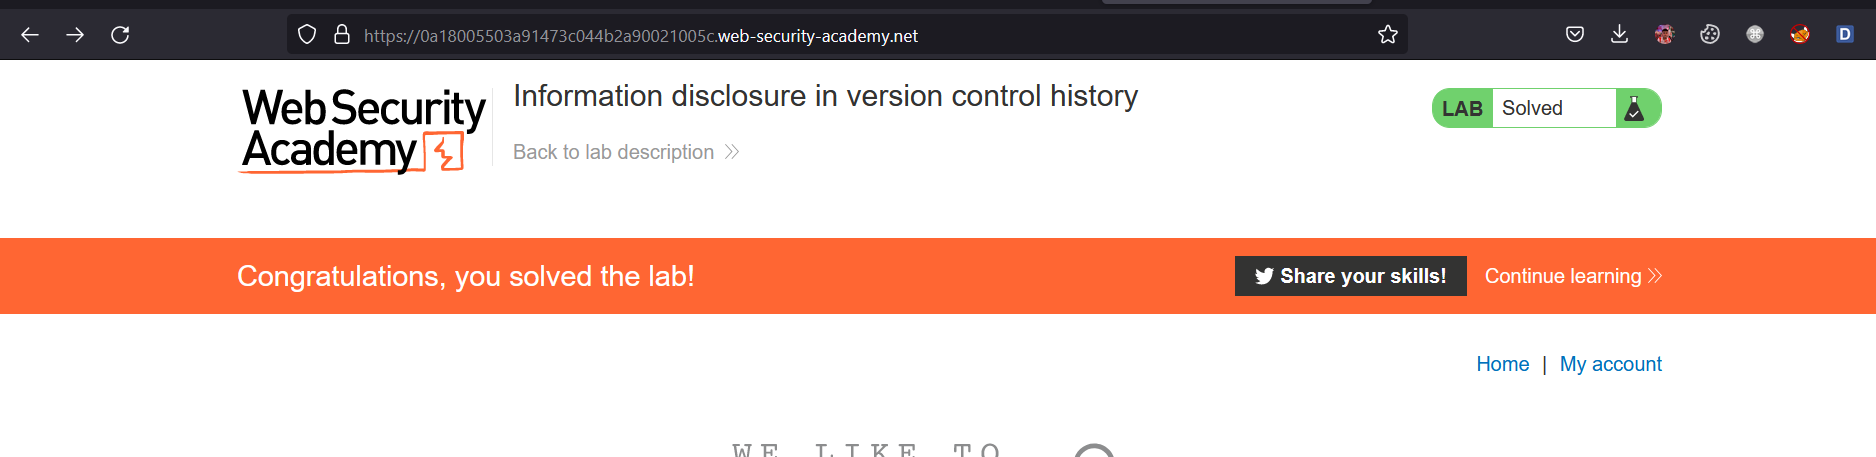 https://0a18005503a91473c044b2a90021005c.web-security-academy.net
D
Web Security
Academy
Information disclosure in version control history
Back to lab description
LAB Solved
Congratulations, you solved the lab!
Share your skills!
Continue learning
Home | My account
WE LIKE TO